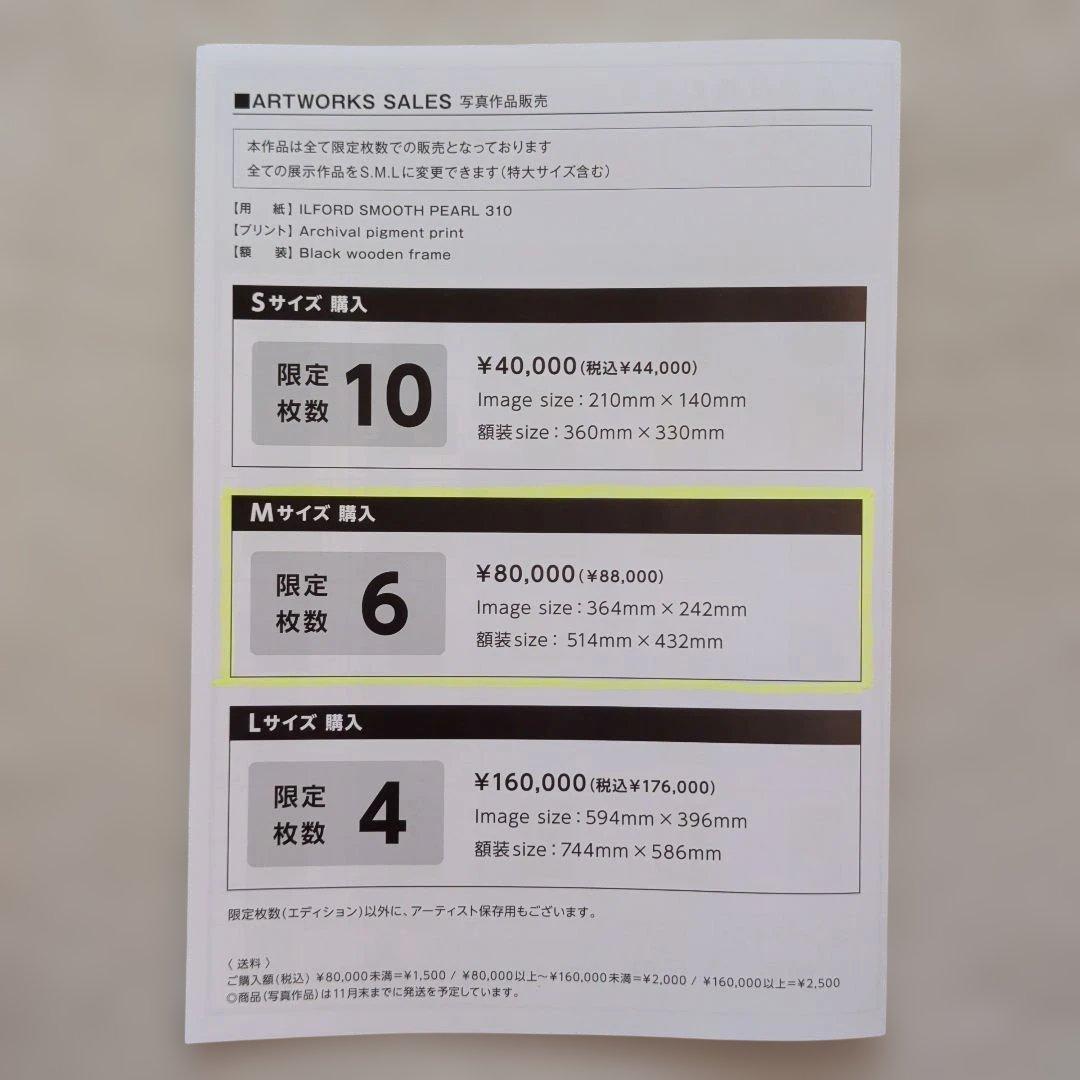 ■ARTWORKS SALES 写真作品販売
本作品は全て限定枚数での販売となっております
全ての展示作品をS.M.Lに変更できます(特大サイズ含む)
【用　紙】ILFORD SMOOTH PEARL 310
【プリント】Archival pigment print
【額　装】Black wooden frame
Sサイズ 購入
限定
枚数
10
¥40,000(税込¥44,000)
Image size:210mm×140mm
額装size:360mm×330mm
Mサイズ 購入
限定
枚数
6
¥80,000(¥88,000)
Image size:364mm×242mm
額装size: 514mm×432mm
Lサイズ 購入
限定
枚数
4
¥160,000(税込¥176,000)
Image size:594mm×396mm
額装size:744mm×586mm
限定枚数(エディション)以外に、アーティスト保存用もございます。
〈 送料 〉
ご購入額(税込) ¥80,000未満=¥1,500 / ¥80,000以上〜¥160,000未満=¥2,000 / ¥160,000以上=¥2,500
◎商品(写真作品)は11月末までに発送を予定しています。